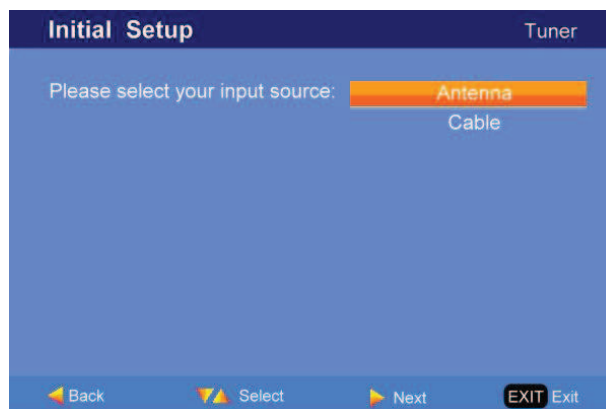 Initial Setup Tuner
Please select your input source: Antenna
Cable
Back Select Next EXIT Exit